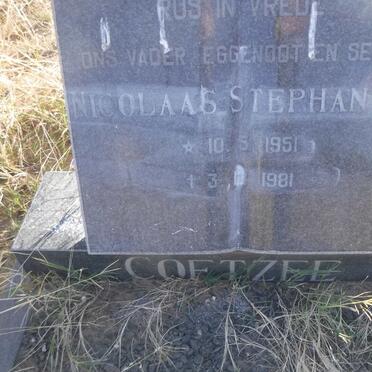 RUS IN VREDE
ONS VADER EGGENOOT EN SE
NICOLAAS STEPHAN
★ 10.5 1951
✝ 3. 1981
COETZEE